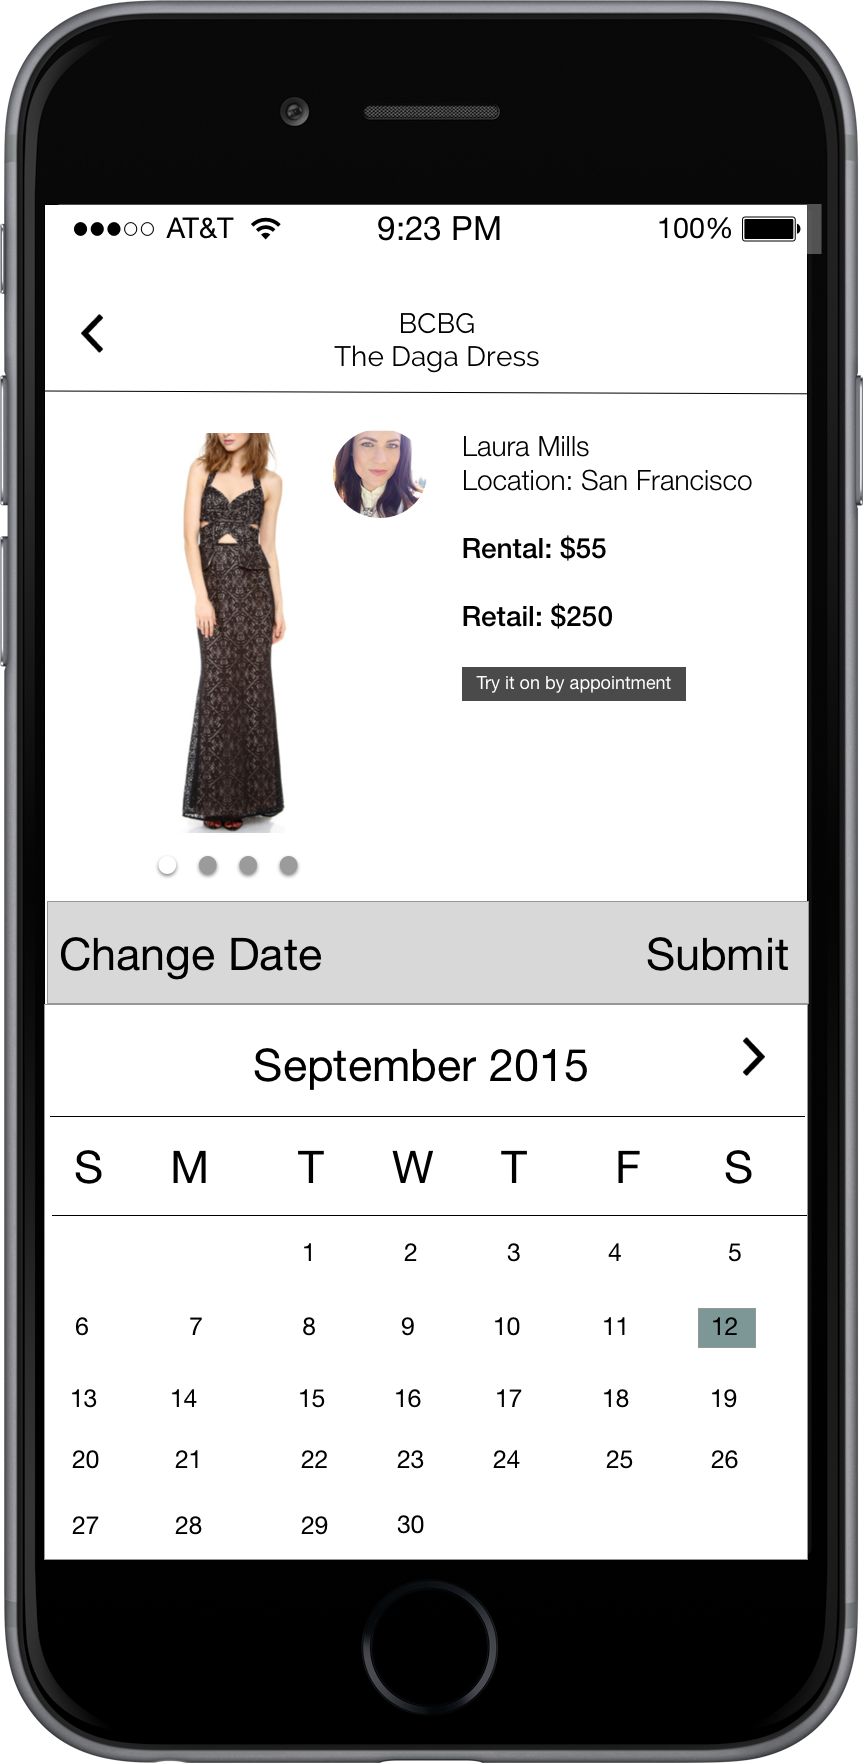 AT&T 9:23 PM 100%
BCBG
The Daga Dress
Laura Mills
Location: San Francisco
Rental: $55
Retail: $250
Try it on by appointment
Change Date Submit
September 2015
S M T W T F S
1 2 3 4 5
6 7 8 9 10 11 12
13 14 15 16 17 18 19
20 21 22 23 24 25 26
27 28 29 30